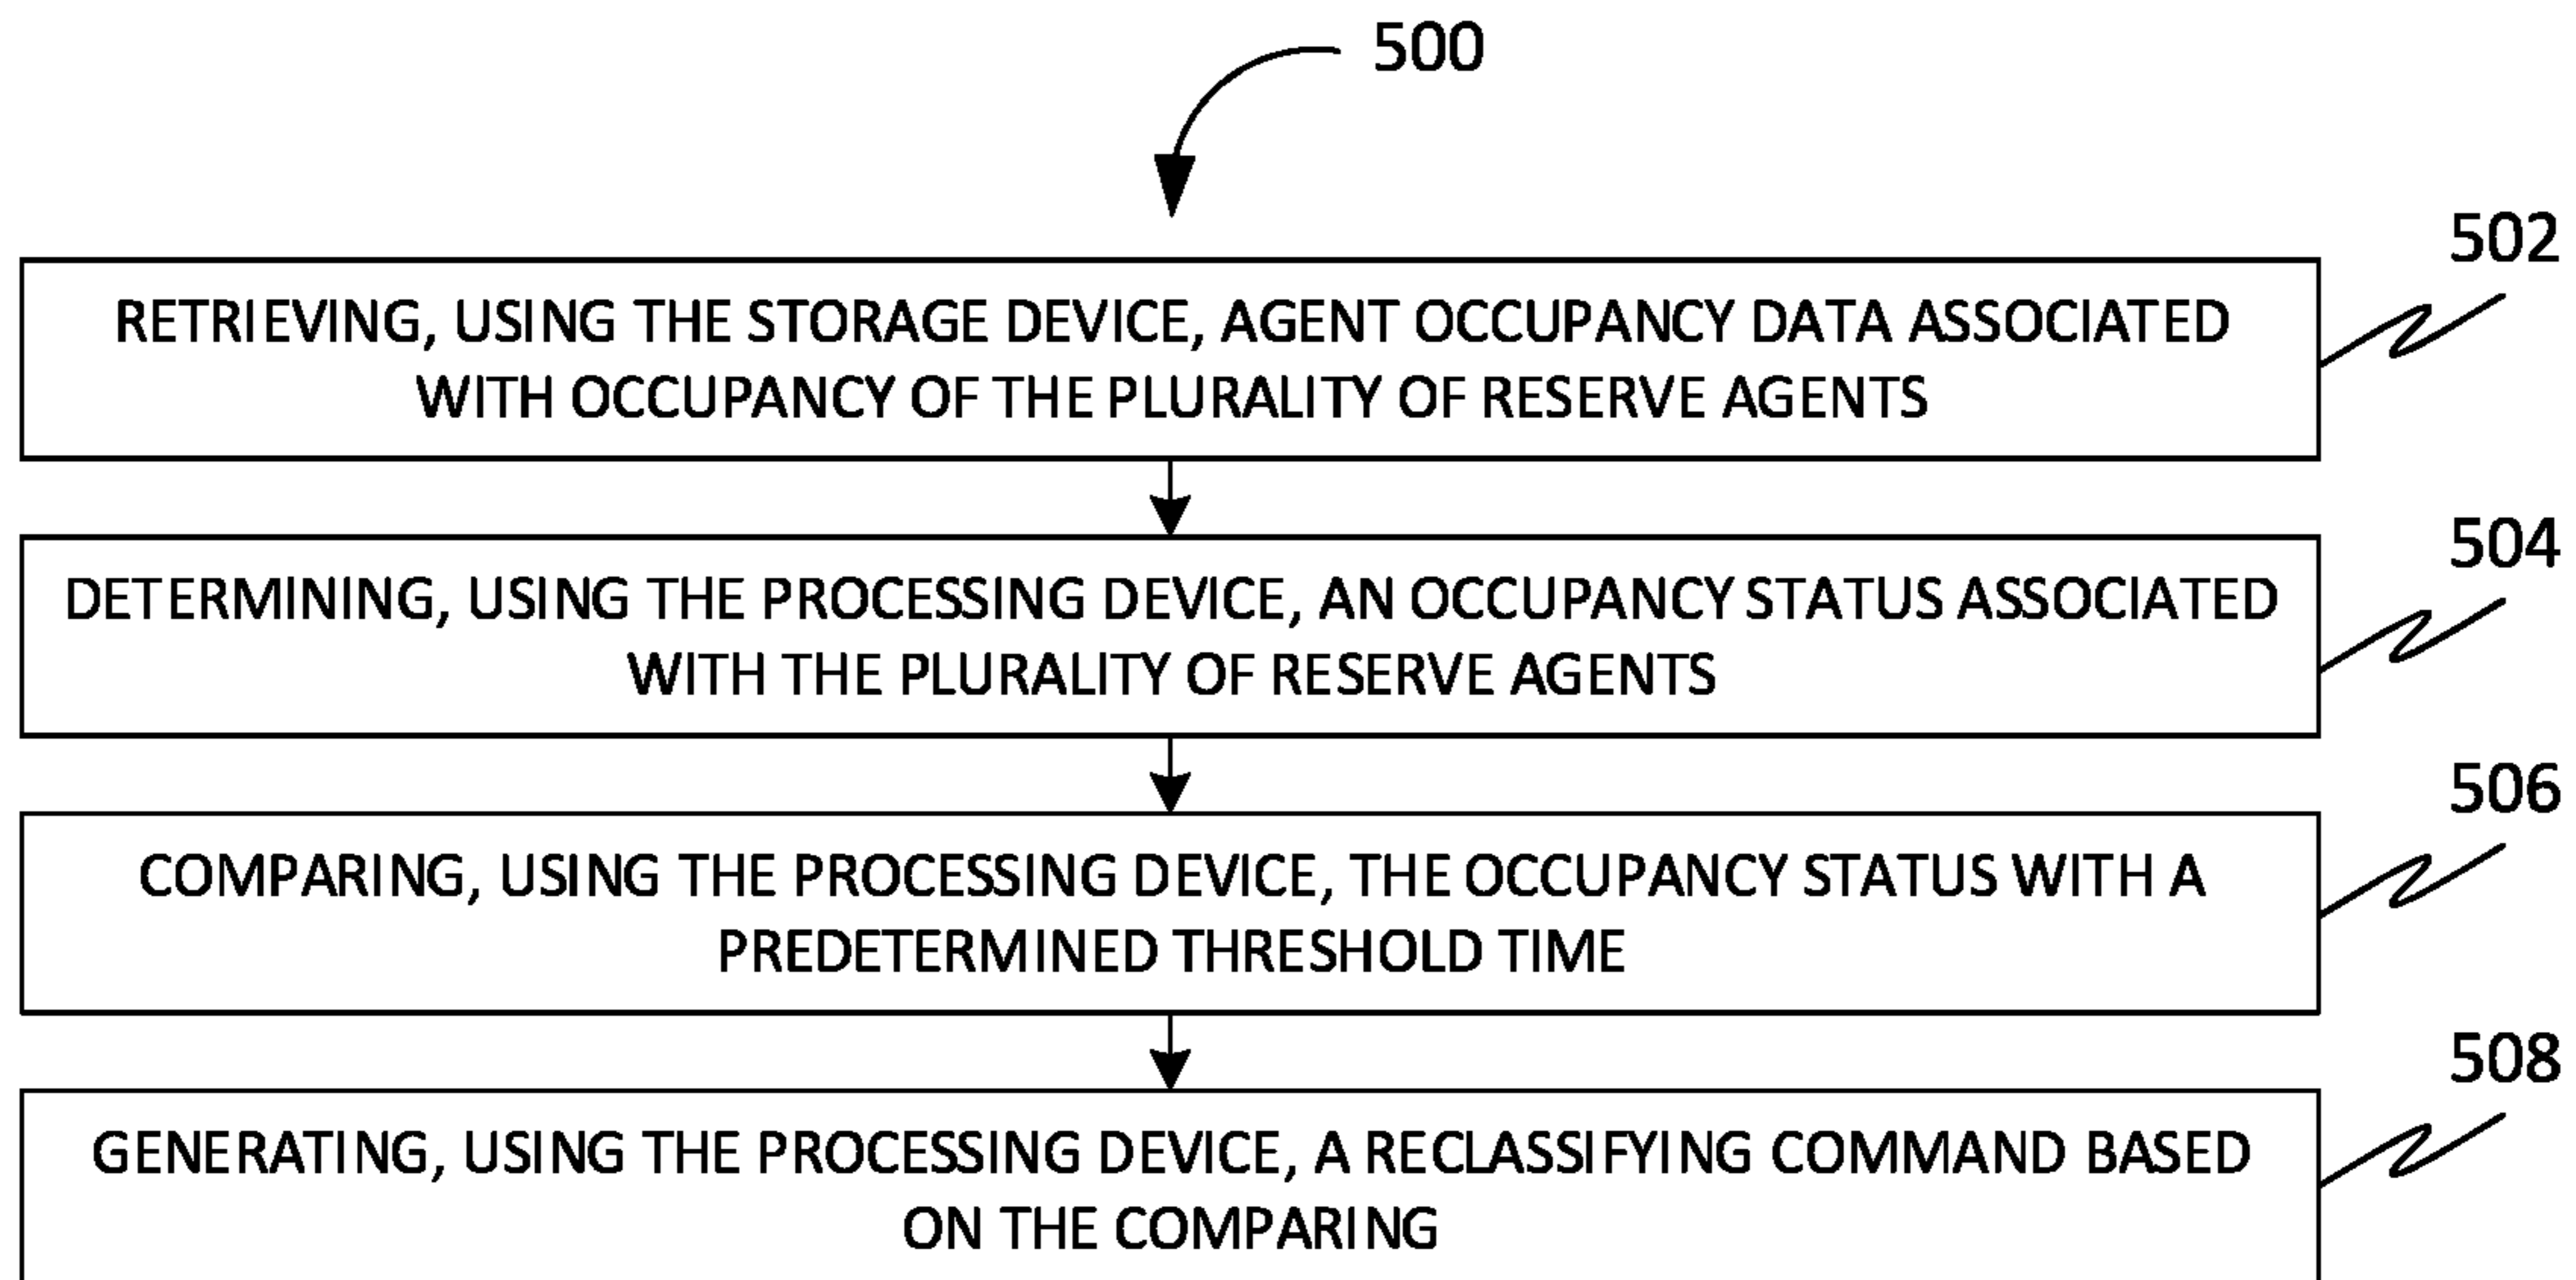 500
502
RETRIEVING, USING THE STORAGE DEVICE, AGENT OCCUPANCY DATA ASSOCIATED
WITH OCCUPANCY OF THE PLURALITY OF RESERVE AGENTS
504
DETERMINING, USING THE PROCESSING DEVICE, AN OCCUPANCY STATUS ASSOCIATED
WITH THE PLURALITY OF RESERVE AGENTS
506
COMPARING, USING THE PROCESSING DEVICE, THE OCCUPANCY STATUS WITH A
PREDETERMINED THRESHOLD TIME
508
GENERATING, USING THE PROCESSING DEVICE, A RECLASSIFYING COMMAND BASED
ON THE COMPARING